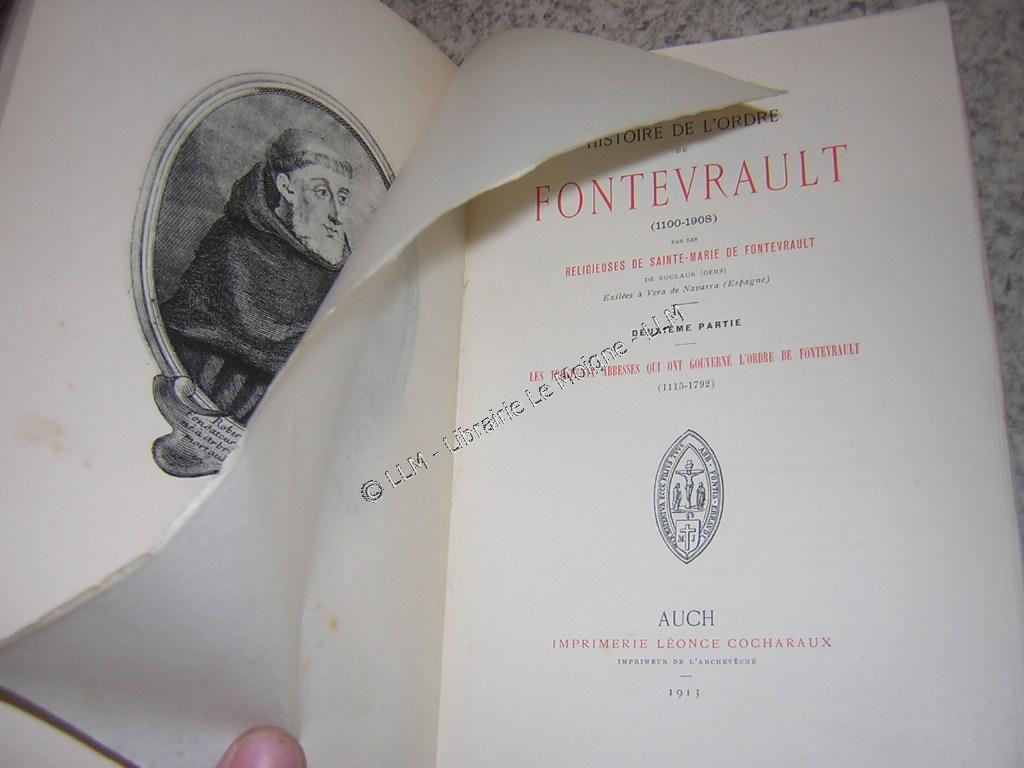 Robe
HISTOIRE DE L'ORDRE
DE
FONTEVRAULT
(1100-1908)
PAR LES
RELIGIEUSES DE SAINTE-MARIE DE FONTEVRAULT
DE BOULAUR (GERS)
Exilées à Vera de Navarra (Espagne)
DEUXIÈME PARTIE
LES ABBESSES QUI ONT GOUVERNÉ L'ORDRE DE FONTEVRAULT
(1115-1792)
© LLM - Librairie Le Moigne - LLM
M J
AUCH
IMPRIMERIE LÉONCE COCHARAUX
IMPRIMEUR DE L'ARCHEVÊCHÉ
1913